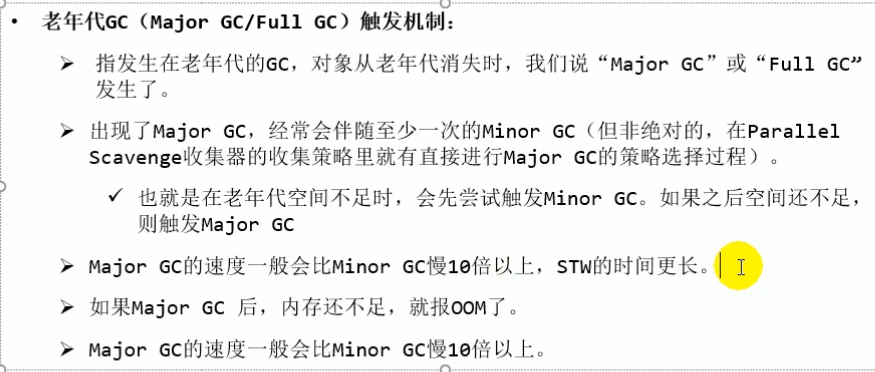 • 老年代GC（Major GC/Full GC）触发机制：
➢ 指发生在老年代的GC，对象从老年代消失时，我们说“Major GC”或“Full GC”
发生了。
➢ 出现了Major GC，经常会伴随至少一次的Minor GC（但非绝对的，在Parallel
Scavenge收集器的收集策略里就有直接进行Major GC的策略选择过程）。
✓ 也就是在老年代空间不足时，会先尝试触发Minor GC。如果之后空间还不足，
则触发Major GC
➢ Major GC的速度一般会比Minor GC慢10倍以上，STW的时间更长。
➢ 如果Major GC 后，内存还不足，就报OOM了。
➢ Major GC的速度一般会比Minor GC慢10倍以上。